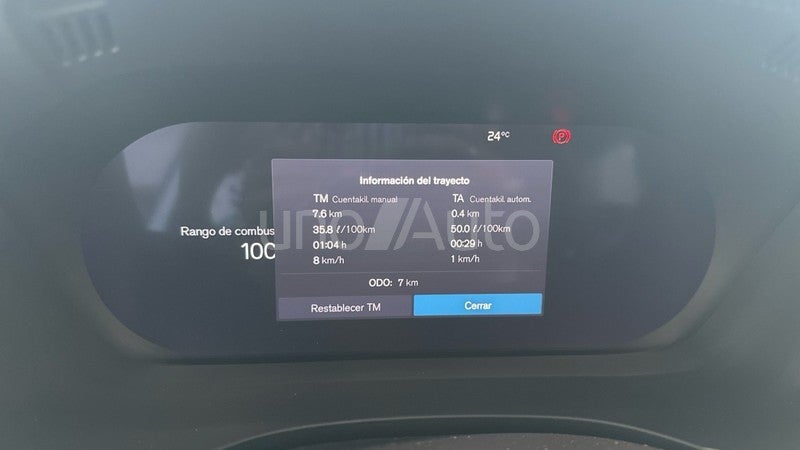 24°C
P
Información del trayecto
TM Cuentakil. manual
TA Cuentakil. autom.
7.6 km
0.4 km
Rango de combus
100
35.8 ℓ/100km
50.0 ℓ/100km
unoAuto
01:04 h
00:29 h
8 km/h
1 km/h
ODO: 7 km
Restablecer TM
Cerrar